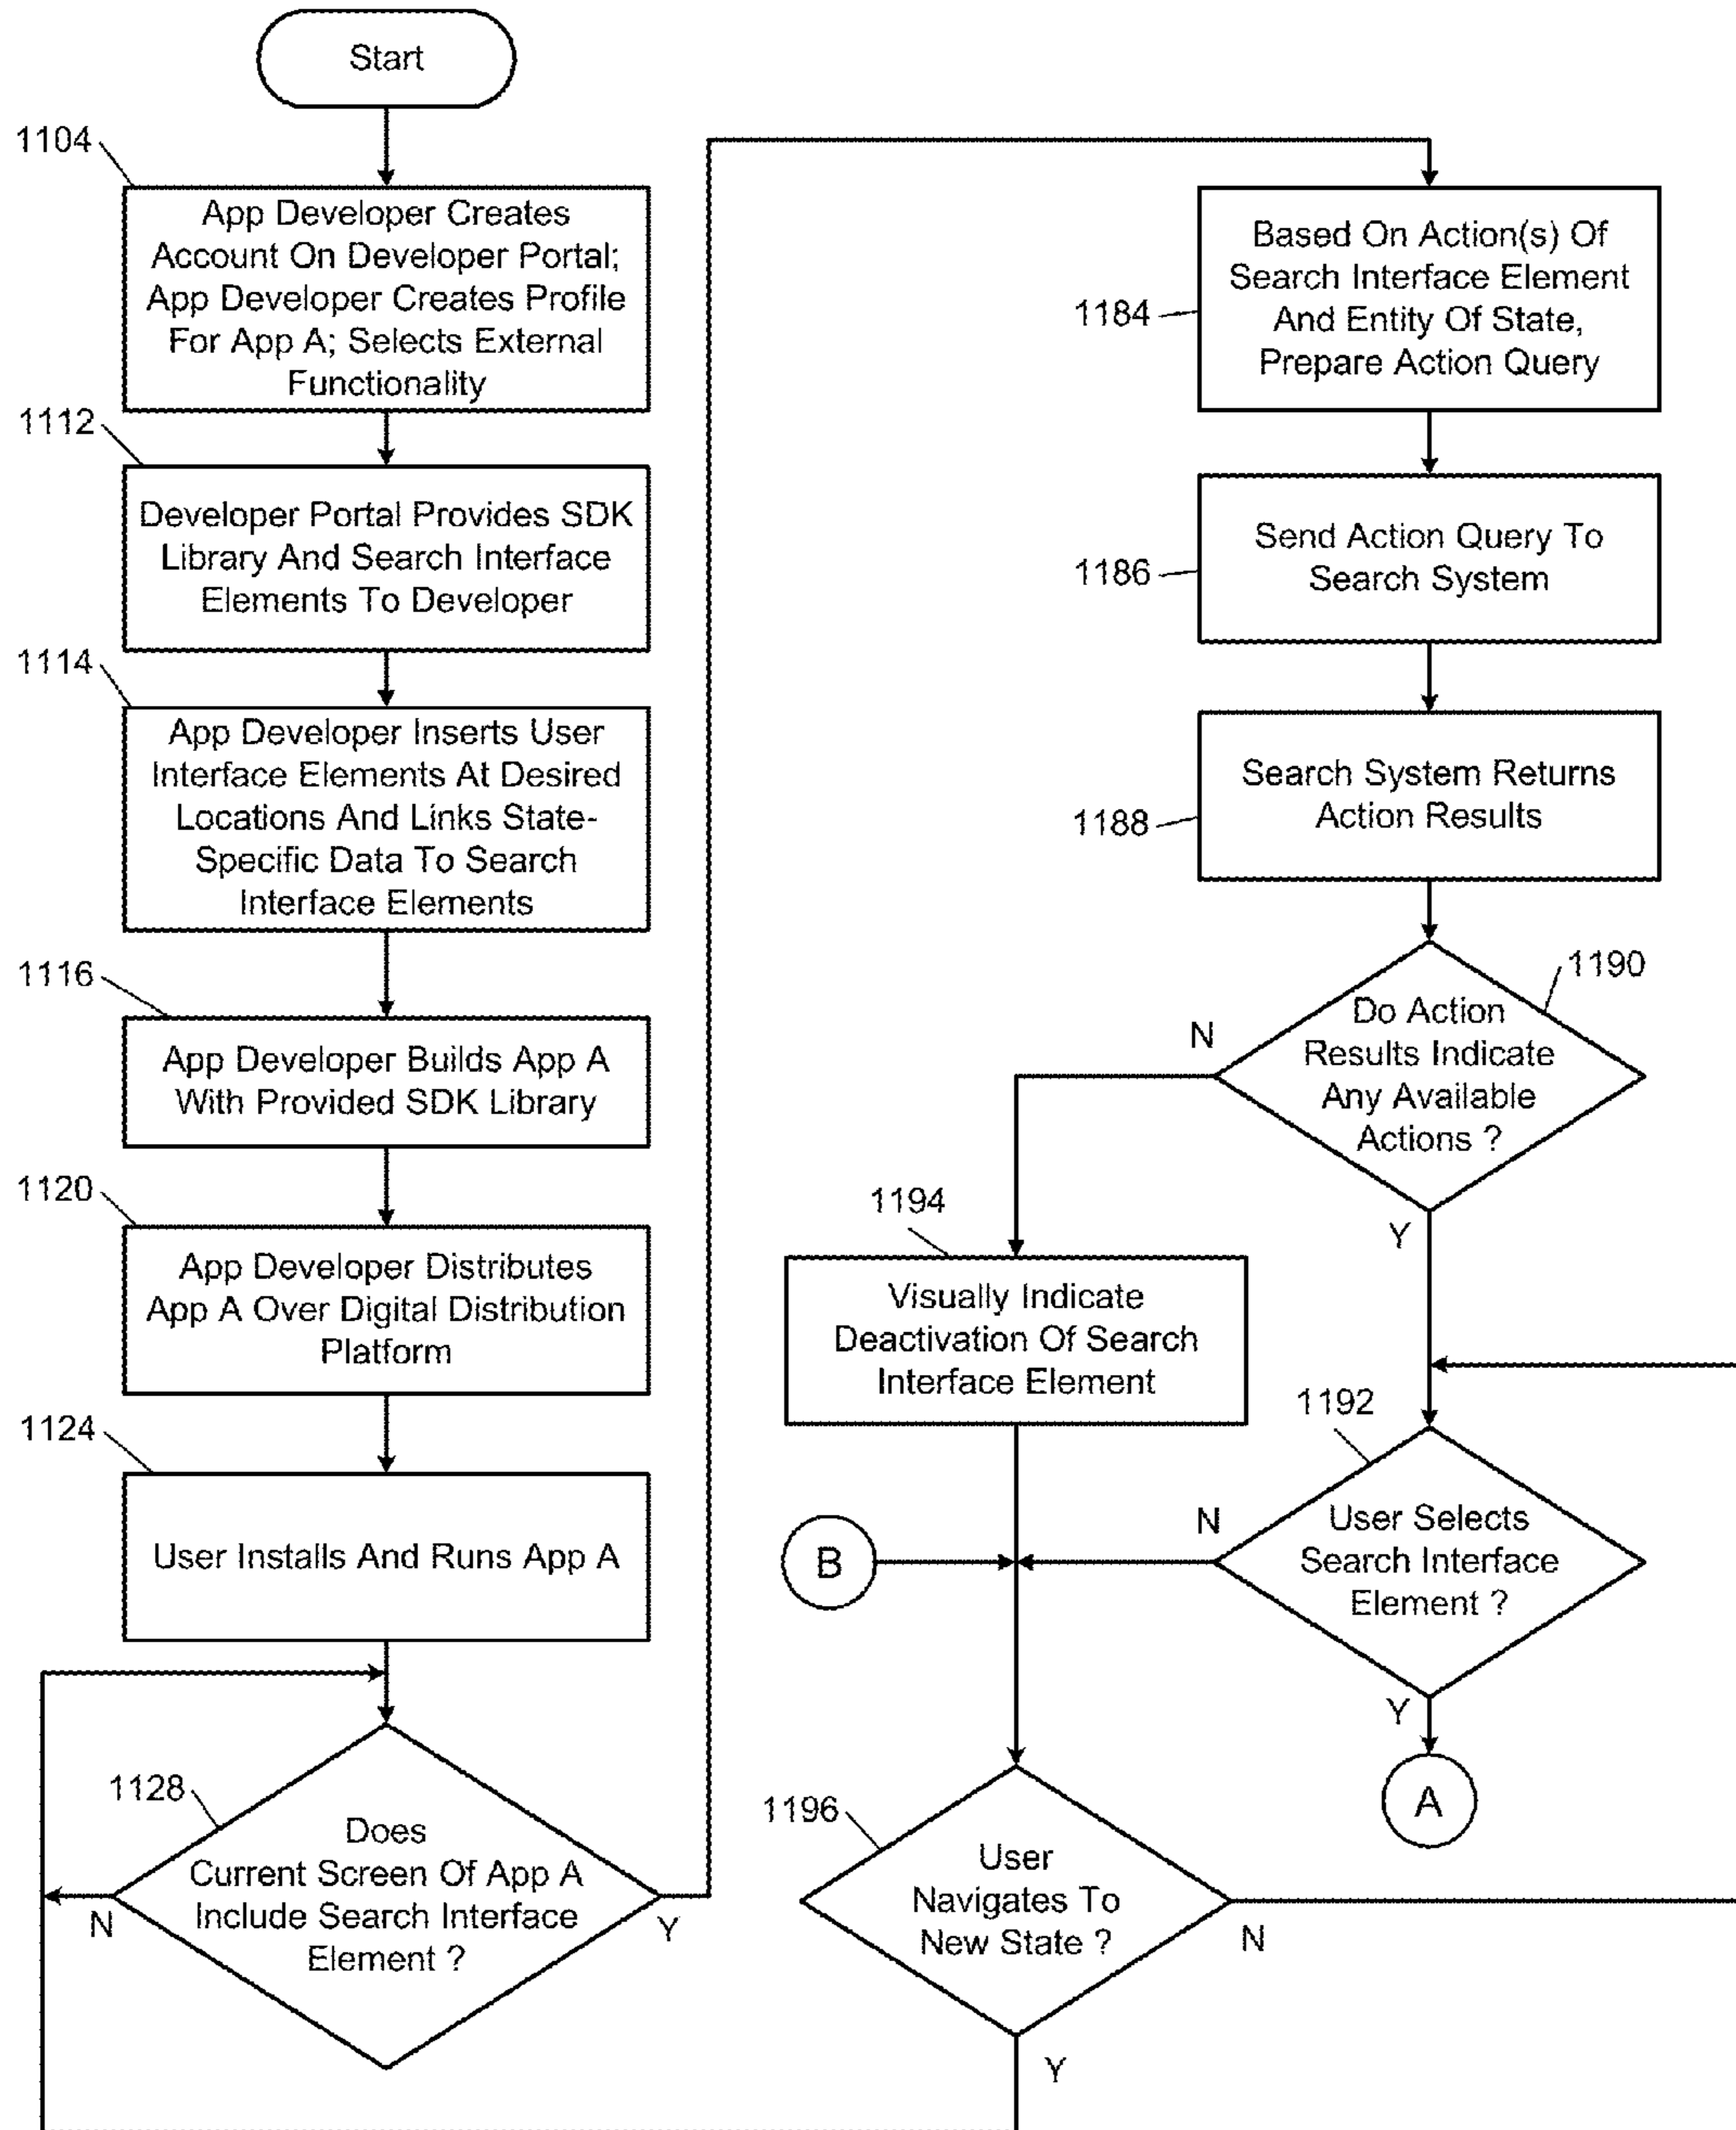 Start
1104
App Developer Creates
Account On Developer Portal;
App Developer Creates Profile
For App A; Selects External
Functionality
1112
Developer Portal Provides SDK
Library And Search Interface
Elements To Developer
1114
App Developer Inserts User
Interface Elements At Desired
Locations And Links State-
Specific Data To Search
Interface Elements
1116
App Developer Builds App A
With Provided SDK Library
1120
App Developer Distributes
App A Over Digital Distribution
Platform
1124
User Installs And Runs App A
1128
Does
Current Screen Of App A
Include Search Interface
Element ?
N
Y
1184
Based On Action(s) Of
Search Interface Element
And Entity Of State,
Prepare Action Query
1186
Send Action Query To
Search System
1188
Search System Returns
Action Results
1190
Do Action
Results Indicate
Any Available
Actions ?
N
Y
1194
Visually Indicate
Deactivation Of Search
Interface Element
1192
User Selects
Search Interface
Element ?
N
Y
B
A
1196
User
Navigates To
New State ?
N
Y